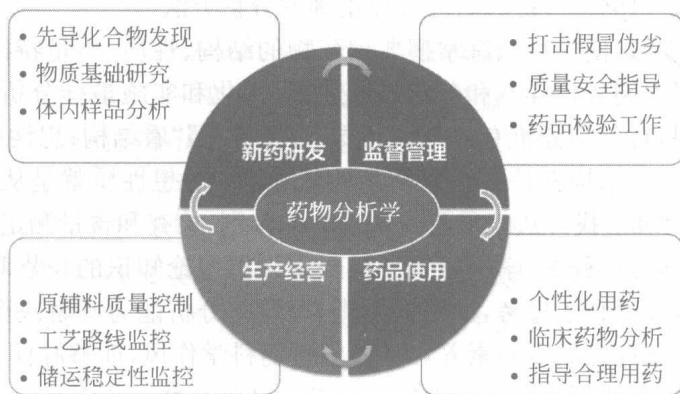 • 先导化合物发现
• 物质基础研究
• 体内样品分析
• 打击假冒伪劣
• 质量安全指导
• 药品检验工作
新药研发
监督管理
药物分析学
生产经营
药品使用
• 原辅料质量控制
• 工艺路线监控
• 储运稳定性监控
• 个性化用药
• 临床药物分析
• 指导合理用药